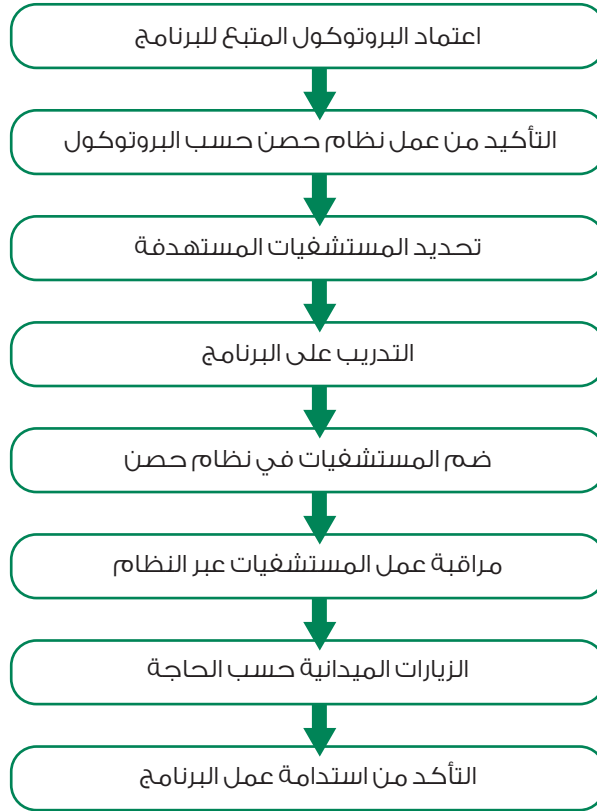 اعتماد البروتوكول المتبع للبرنامج
التأكيد من عمل نظام حصن حسب البروتوكول
تحديد المستشفيات المستهدفة
التدريب على البرنامج
ضم المستشفيات في نظام حصن
مراقبة عمل المستشفيات عبر النظام
الزيارات الميدانية حسب الحاجة
التأكد من استدامة عمل البرنامج